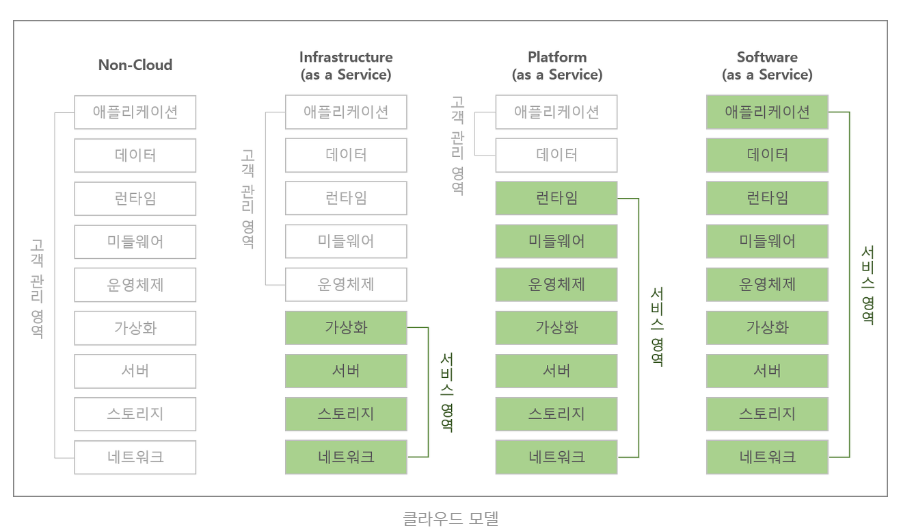 Non-Cloud
고객 관리 영역
애플리케이션
데이터
런타임
미들웨어
운영체제
가상화
서버
스토리지
네트워크
Infrastructure
(as a Service)
고객 관리 영역
애플리케이션
데이터
런타임
미들웨어
운영체제
가상화
서버
스토리지
네트워크
서비스 영역
Platform
(as a Service)
고객 관리 영역
애플리케이션
데이터
런타임
미들웨어
운영체제
가상화
서버
스토리지
네트워크
서비스 영역
Software
(as a Service)
애플리케이션
데이터
런타임
미들웨어
운영체제
가상화
서버
스토리지
네트워크
서비스 영역
클라우드 모델